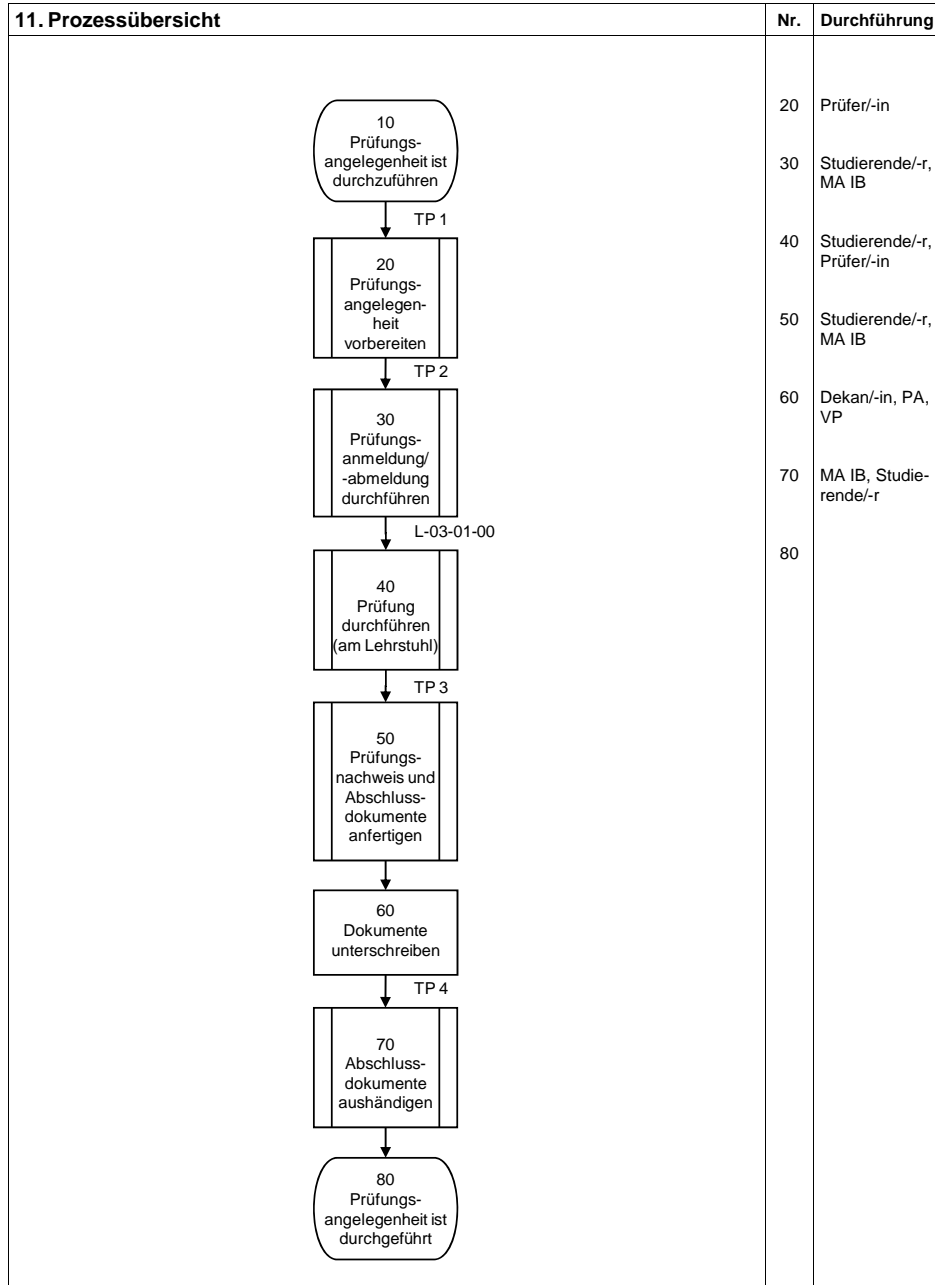 11. Prozessübersicht
Nr.
Durchführung
10
Prüfungs-
angelegenheit ist
durchzuführen
TP 1
20
Prüfungs-
angelegen-
heit
vorbereiten
TP 2
30
Prüfungs-
anmeldung/
-abmeldung
durchführen
L-03-01-00
40
Prüfung
durchführen
(am Lehrstuhl)
TP 3
50
Prüfungs-
nachweis und
Abschluss-
dokumente
anfertigen
60
Dokumente
unterschreiben
TP 4
70
Abschluss-
dokumente
aushändigen
80
Prüfungs-
angelegenheit ist
durchgeführt
20 Prüfer/-in
30 Studierende/-r,
MA IB
40 Studierende/-r,
Prüfer/-in
50 Studierende/-r,
MA IB
60 Dekan/-in, PA,
VP
70 MA IB, Studie-
rende/-r
80